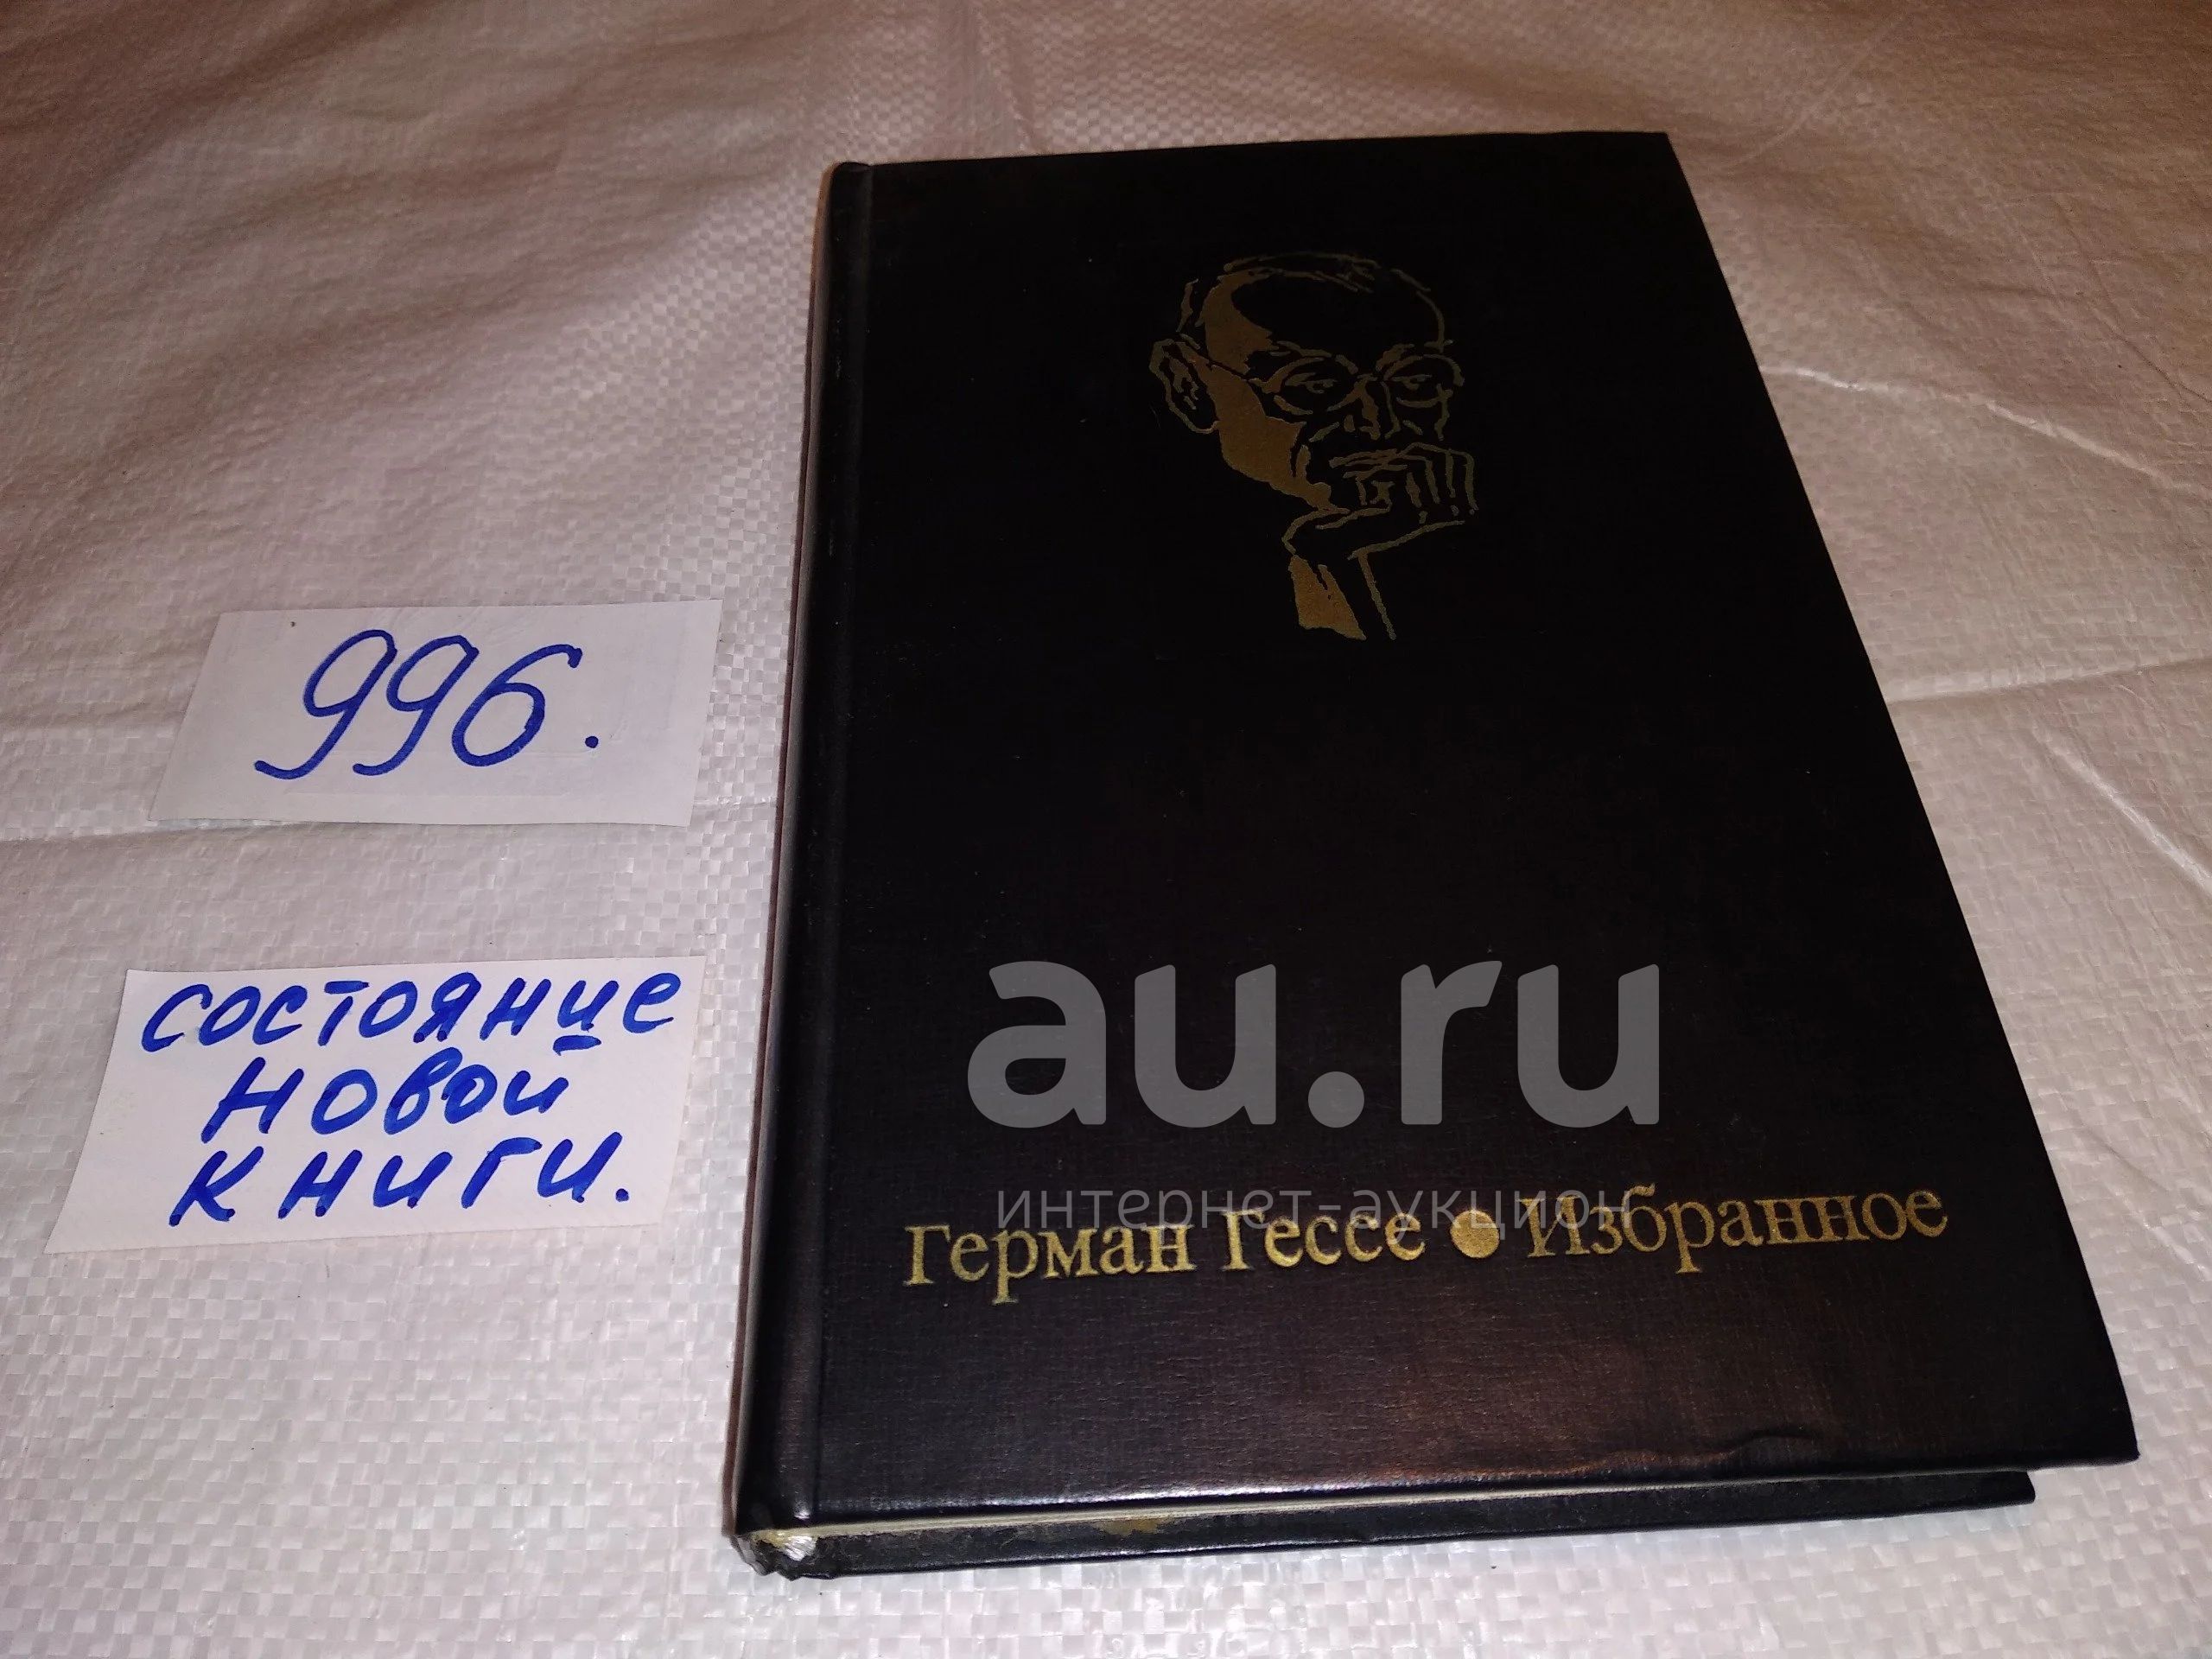 996.
состояние
новой
книги.
au.ru
интернет-аукцион
Герман Гессе ● Избранное